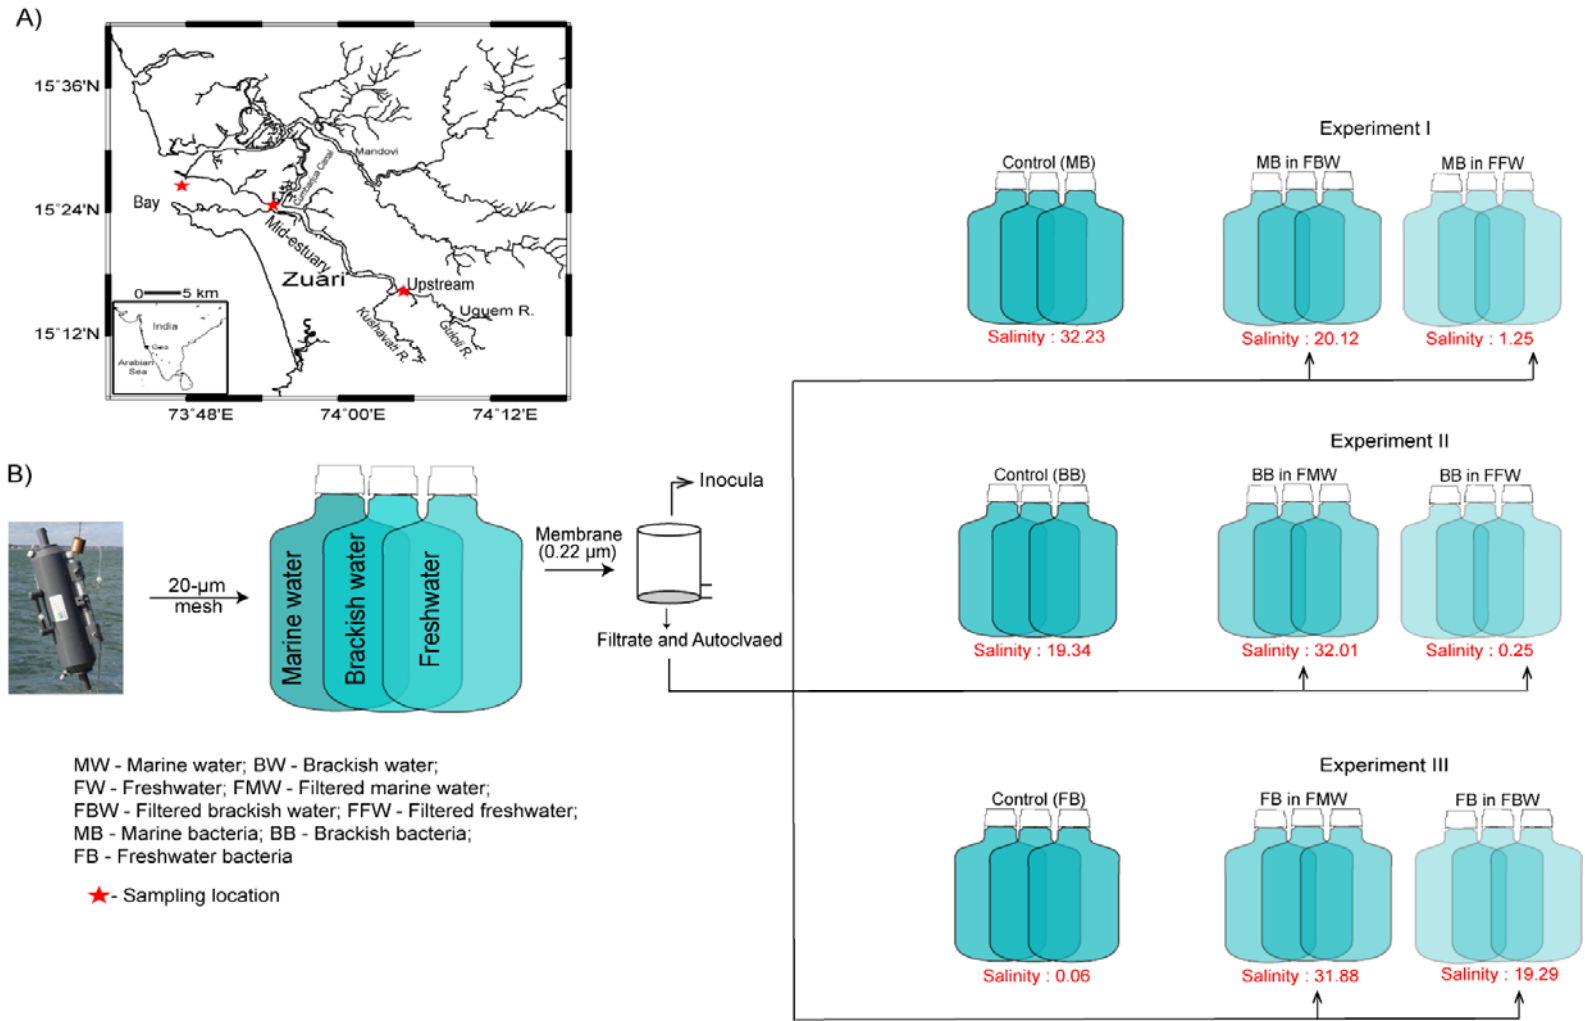 A)
15°36'N
15°24'N
15°12'N
73°48'E
74°00'E
74°12'E
Mandovi
Cumbarjua Canal
Bay
Mid-estuary
Zuari
Upstream
Uguem R.
Kushavati R.
Guloli R.
0 5 km
India
Goa
Arabian
Sea
B)
20-µm
mesh
Marine water
Brackish water
Freshwater
Membrane
(0.22 µm)
Inocula
Filtrate and Autoclvaed
MW - Marine water; BW - Brackish water;
FW - Freshwater; FMW - Filtered marine water;
FBW - Filtered brackish water; FFW - Filtered freshwater;
MB - Marine bacteria; BB - Brackish bacteria;
FB - Freshwater bacteria
- Sampling location
Experiment I
Control (MB)
MB in FBW
MB in FFW
Salinity : 32.23
Salinity : 20.12
Salinity : 1.25
Experiment II
Control (BB)
BB in FMW
BB in FFW
Salinity : 19.34
Salinity : 32.01
Salinity : 0.25
Experiment III
Control (FB)
FB in FMW
FB in FBW
Salinity : 0.06
Salinity : 31.88
Salinity : 19.29